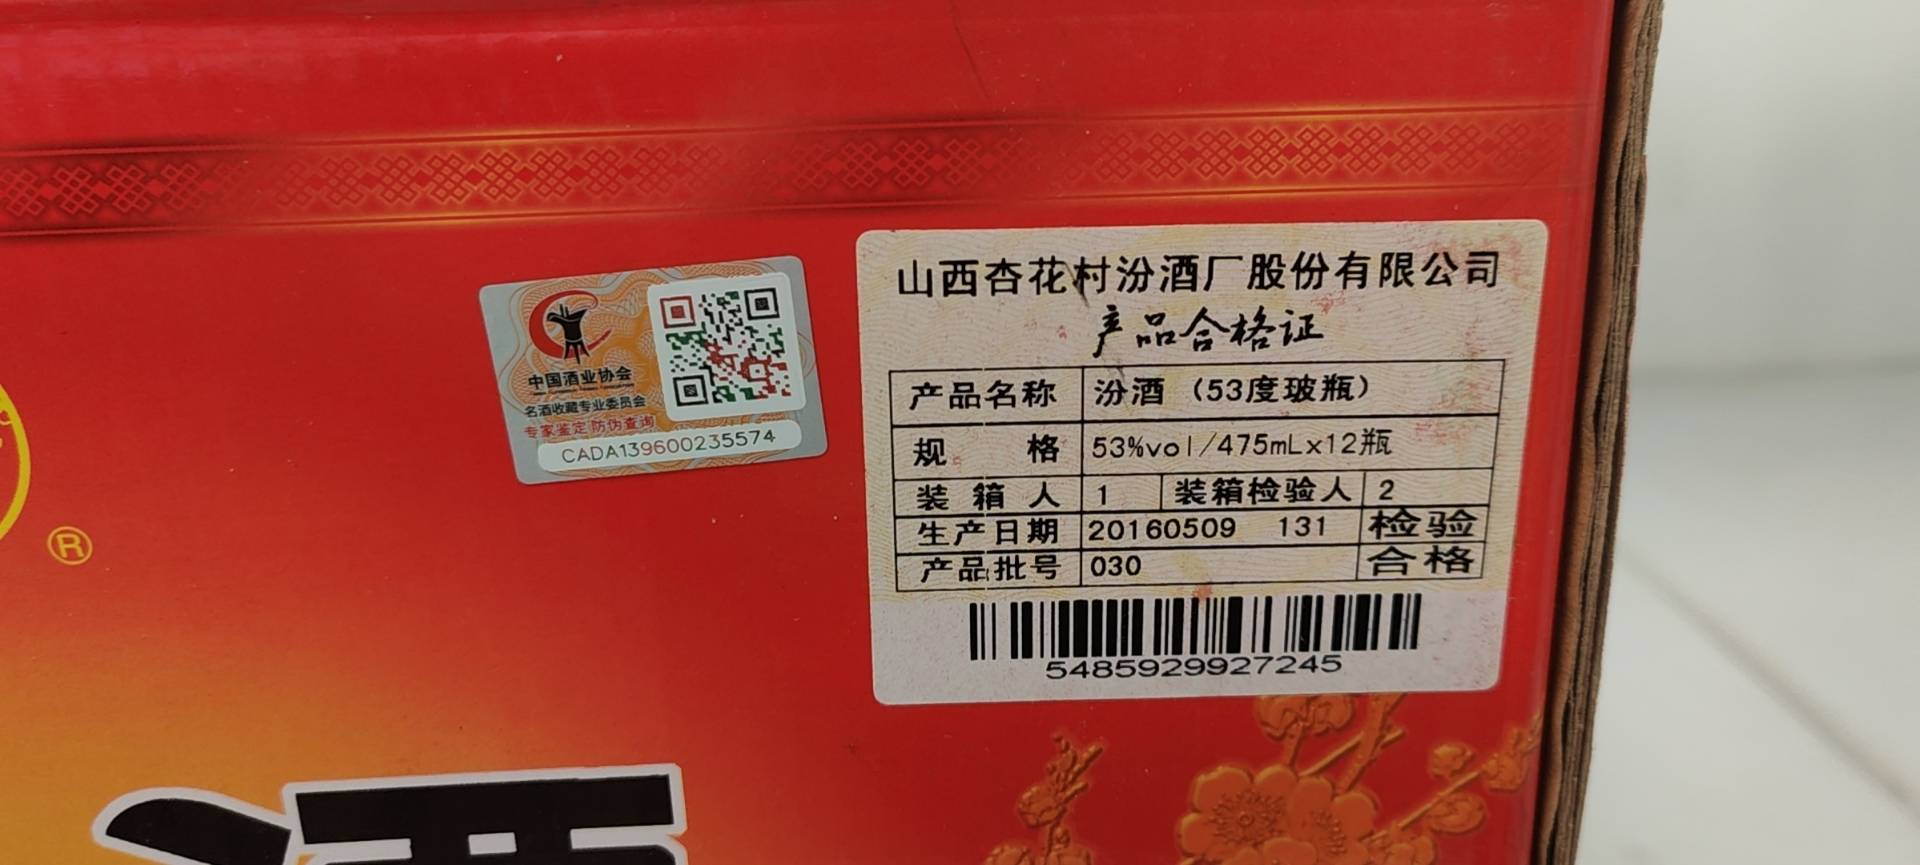 中国酒业协会
名酒收藏专业委员会
专家鉴定 防伪查询
CADA139600235574
®
山西杏花村汾酒厂股份有限公司
产品合格证
产品名称 汾酒（53度玻瓶）
规 格 53%vol/475mLx12瓶
装 箱 人 1 装箱检验人 2
生产日期 20160509 131 检验
产品批号 030 合格
5485929927245